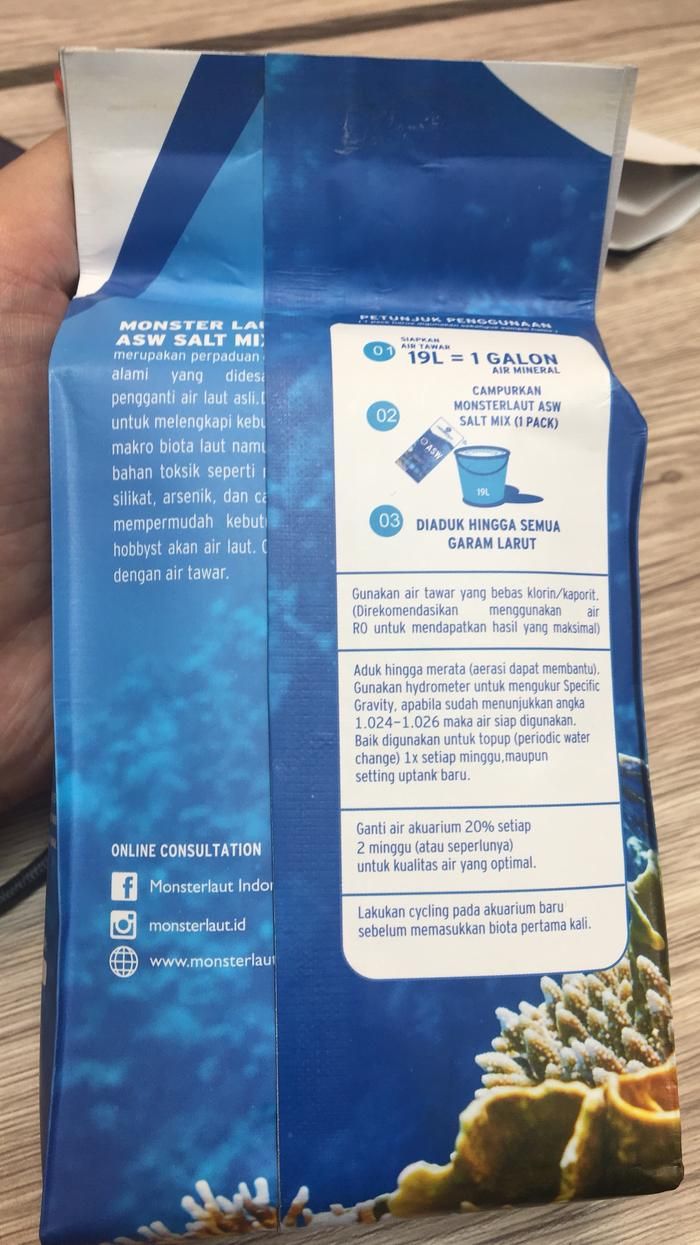 MONSTER LAU
ASW SALT MIX
merupakan perpaduan
alami yang didesa
pengganti air laut asli.
untuk melengkapi kebu
makro biota laut namu
bahan toksik seperti
silikat, arsenik, dan ca
mempermudah kebut
hobbyst akan air laut.
dengan air tawar.
ONLINE CONSULTATION
Monsterlaut Indon
monsterlaut.id
www.monsterlaut
PETUNJUK PENGGUNAAN
01
SIAPKAN
AIR TAWAR
19L = 1 GALON
AIR MINERAL
02
CAMPURKAN
MONSTERLAUT ASW
SALT MIX (1 PACK)
ASW
19L
03
DIADUK HINGGA SEMUA
GARAM LARUT
Gunakan air tawar yang bebas klorin/kaporit.
(Direkomendasikan menggunakan air
RO untuk mendapatkan hasil yang maksimal)
Aduk hingga merata (aerasi dapat membantu).
Gunakan hydrometer untuk mengukur Specific
Gravity, apabila sudah menunjukkan angka
1.024-1.026 maka air siap digunakan.
Baik digunakan untuk topup (periodic water
change) 1x setiap minggu,maupun
setting uptank baru.
Ganti air akuarium 20% setiap
2 minggu (atau seperlunya)
untuk kualitas air yang optimal.
Lakukan cycling pada akuarium baru
sebelum memasukkan biota pertama kali.